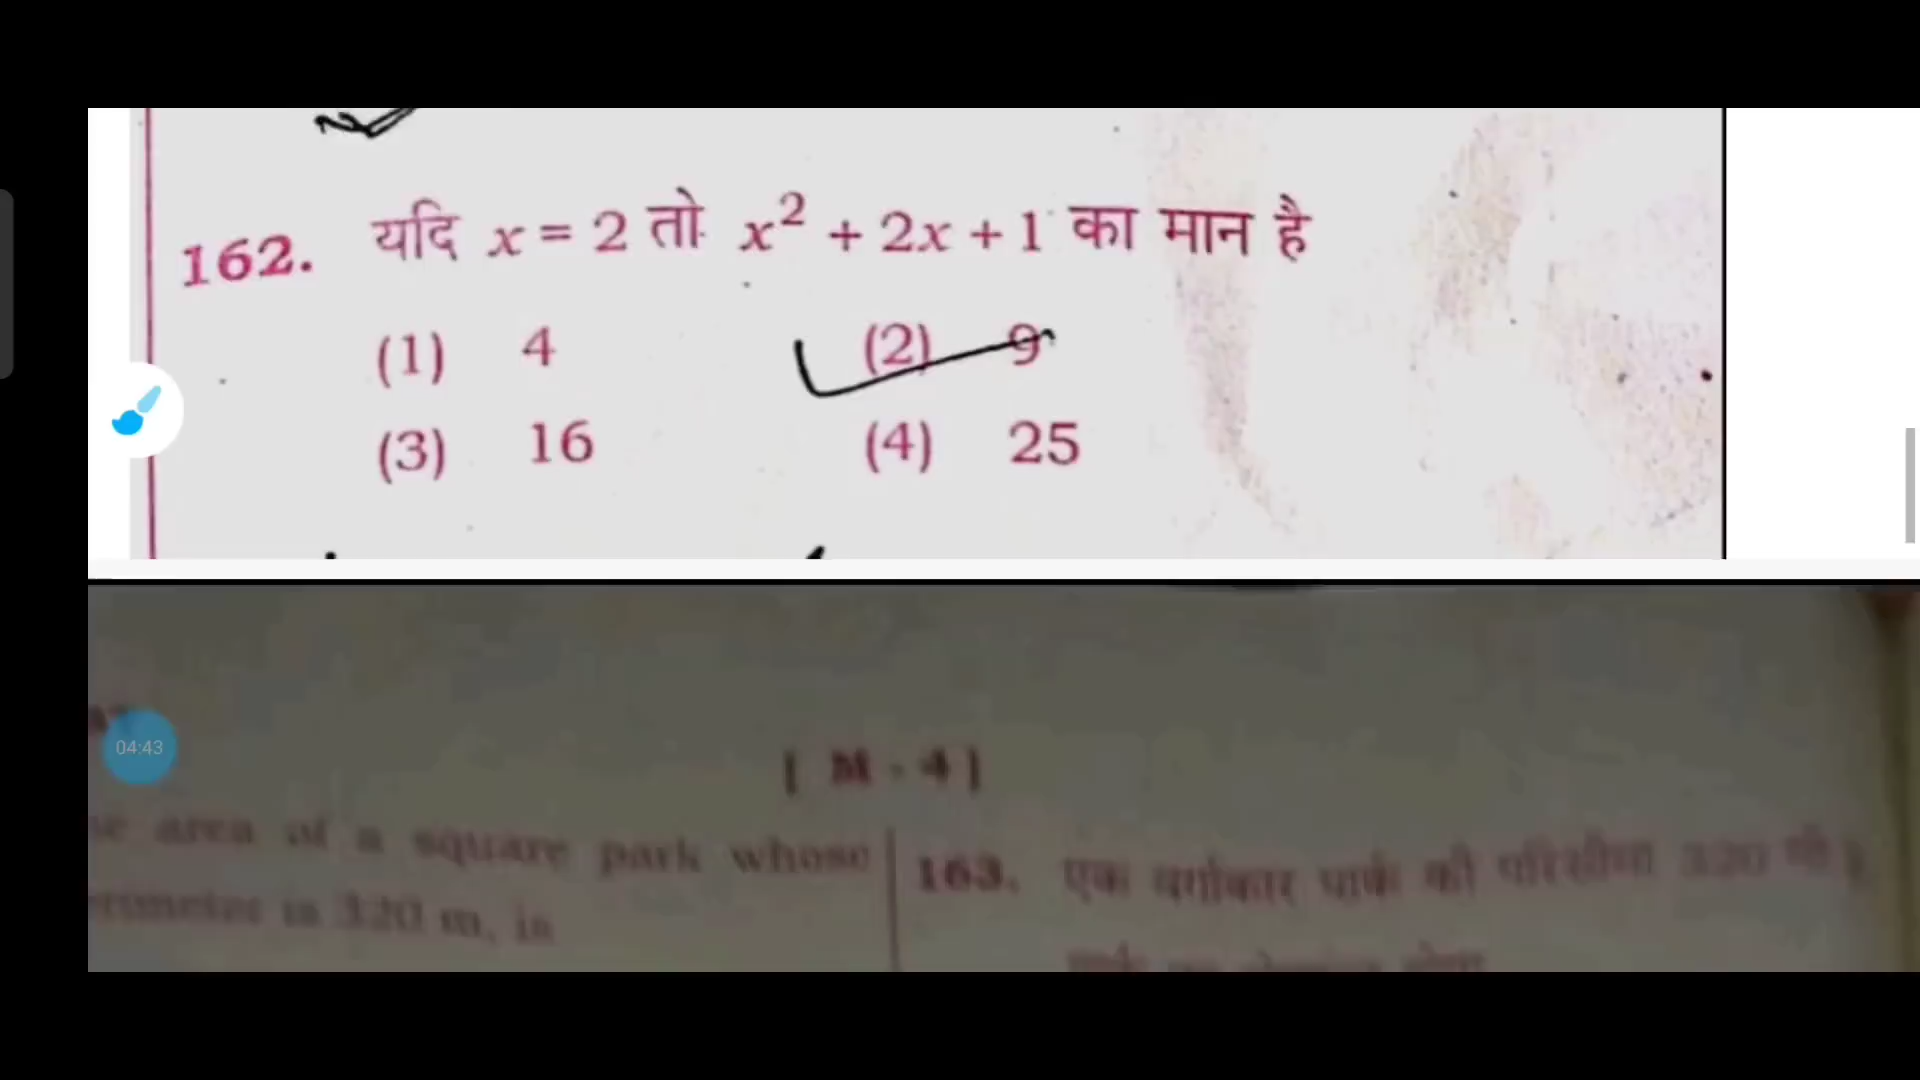 162. यदि x = 2 तो x² + 2x + 1 का मान है
(1) 4 (2) 9
(3) 16 (4) 25
04:43
[ M - 4 ]
area of a square park whose
is 320 m, is
163. एक वर्गाकार पार्क की परिसीमा 320 मी है,